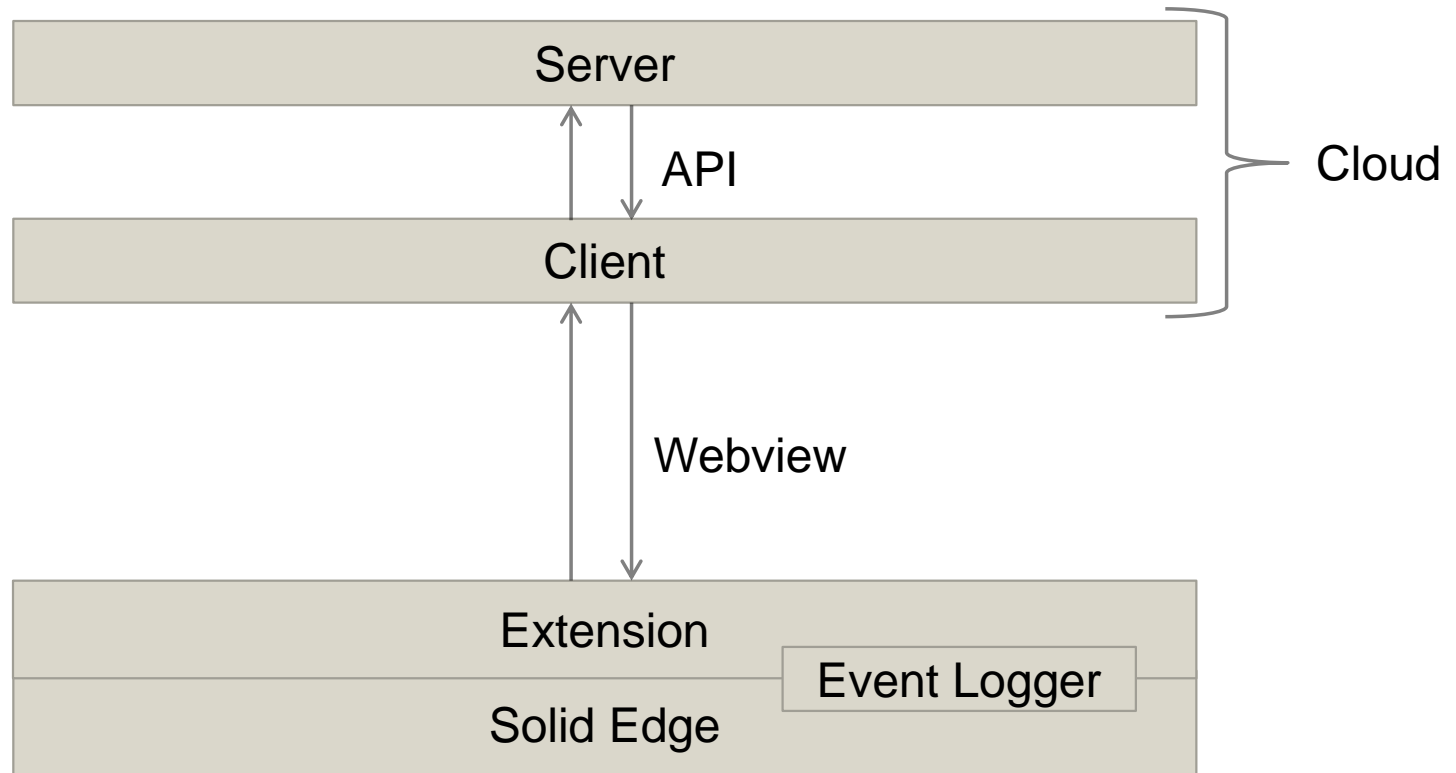 Server
API
Cloud
Client
Webview
Extension
Event Logger
Solid Edge